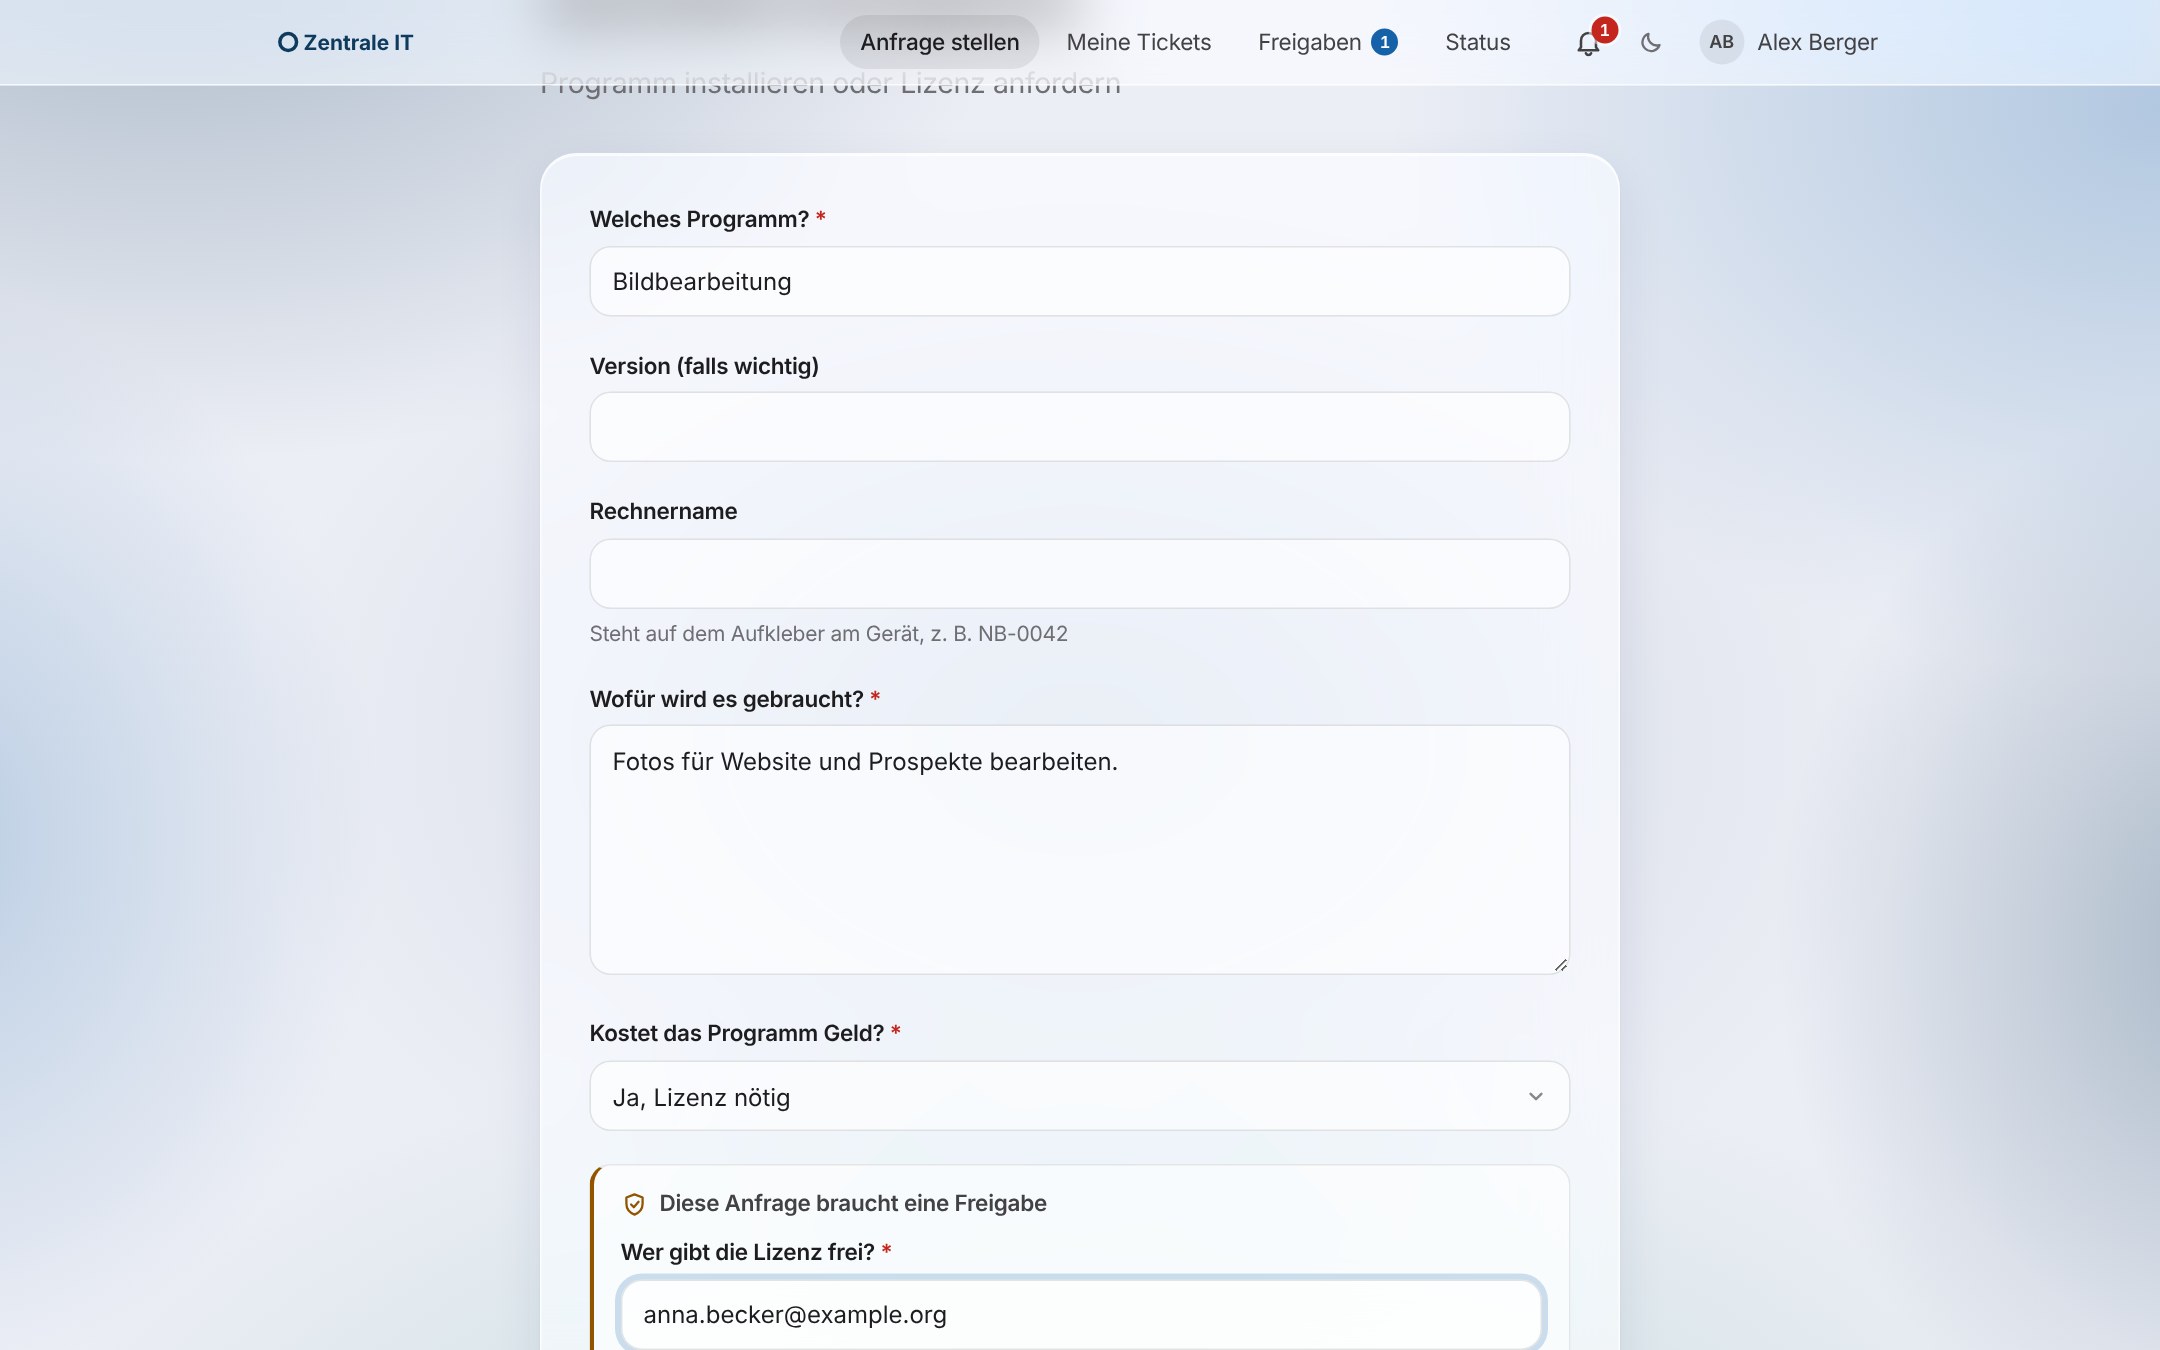 Zentrale IT
Anfrage stellen
Meine Tickets
Freigaben 1
Status
1
AB
Alex Berger
Programm installieren oder Lizenz anfordern
Welches Programm? *
Bildbearbeitung
Version (falls wichtig)
Rechnername
Steht auf dem Aufkleber am Gerät, z. B. NB-0042
Wofür wird es gebraucht? *
Fotos für Website und Prospekte bearbeiten.
Kostet das Programm Geld? *
Ja, Lizenz nötig
Diese Anfrage braucht eine Freigabe
Wer gibt die Lizenz frei? *
anna.becker@example.org